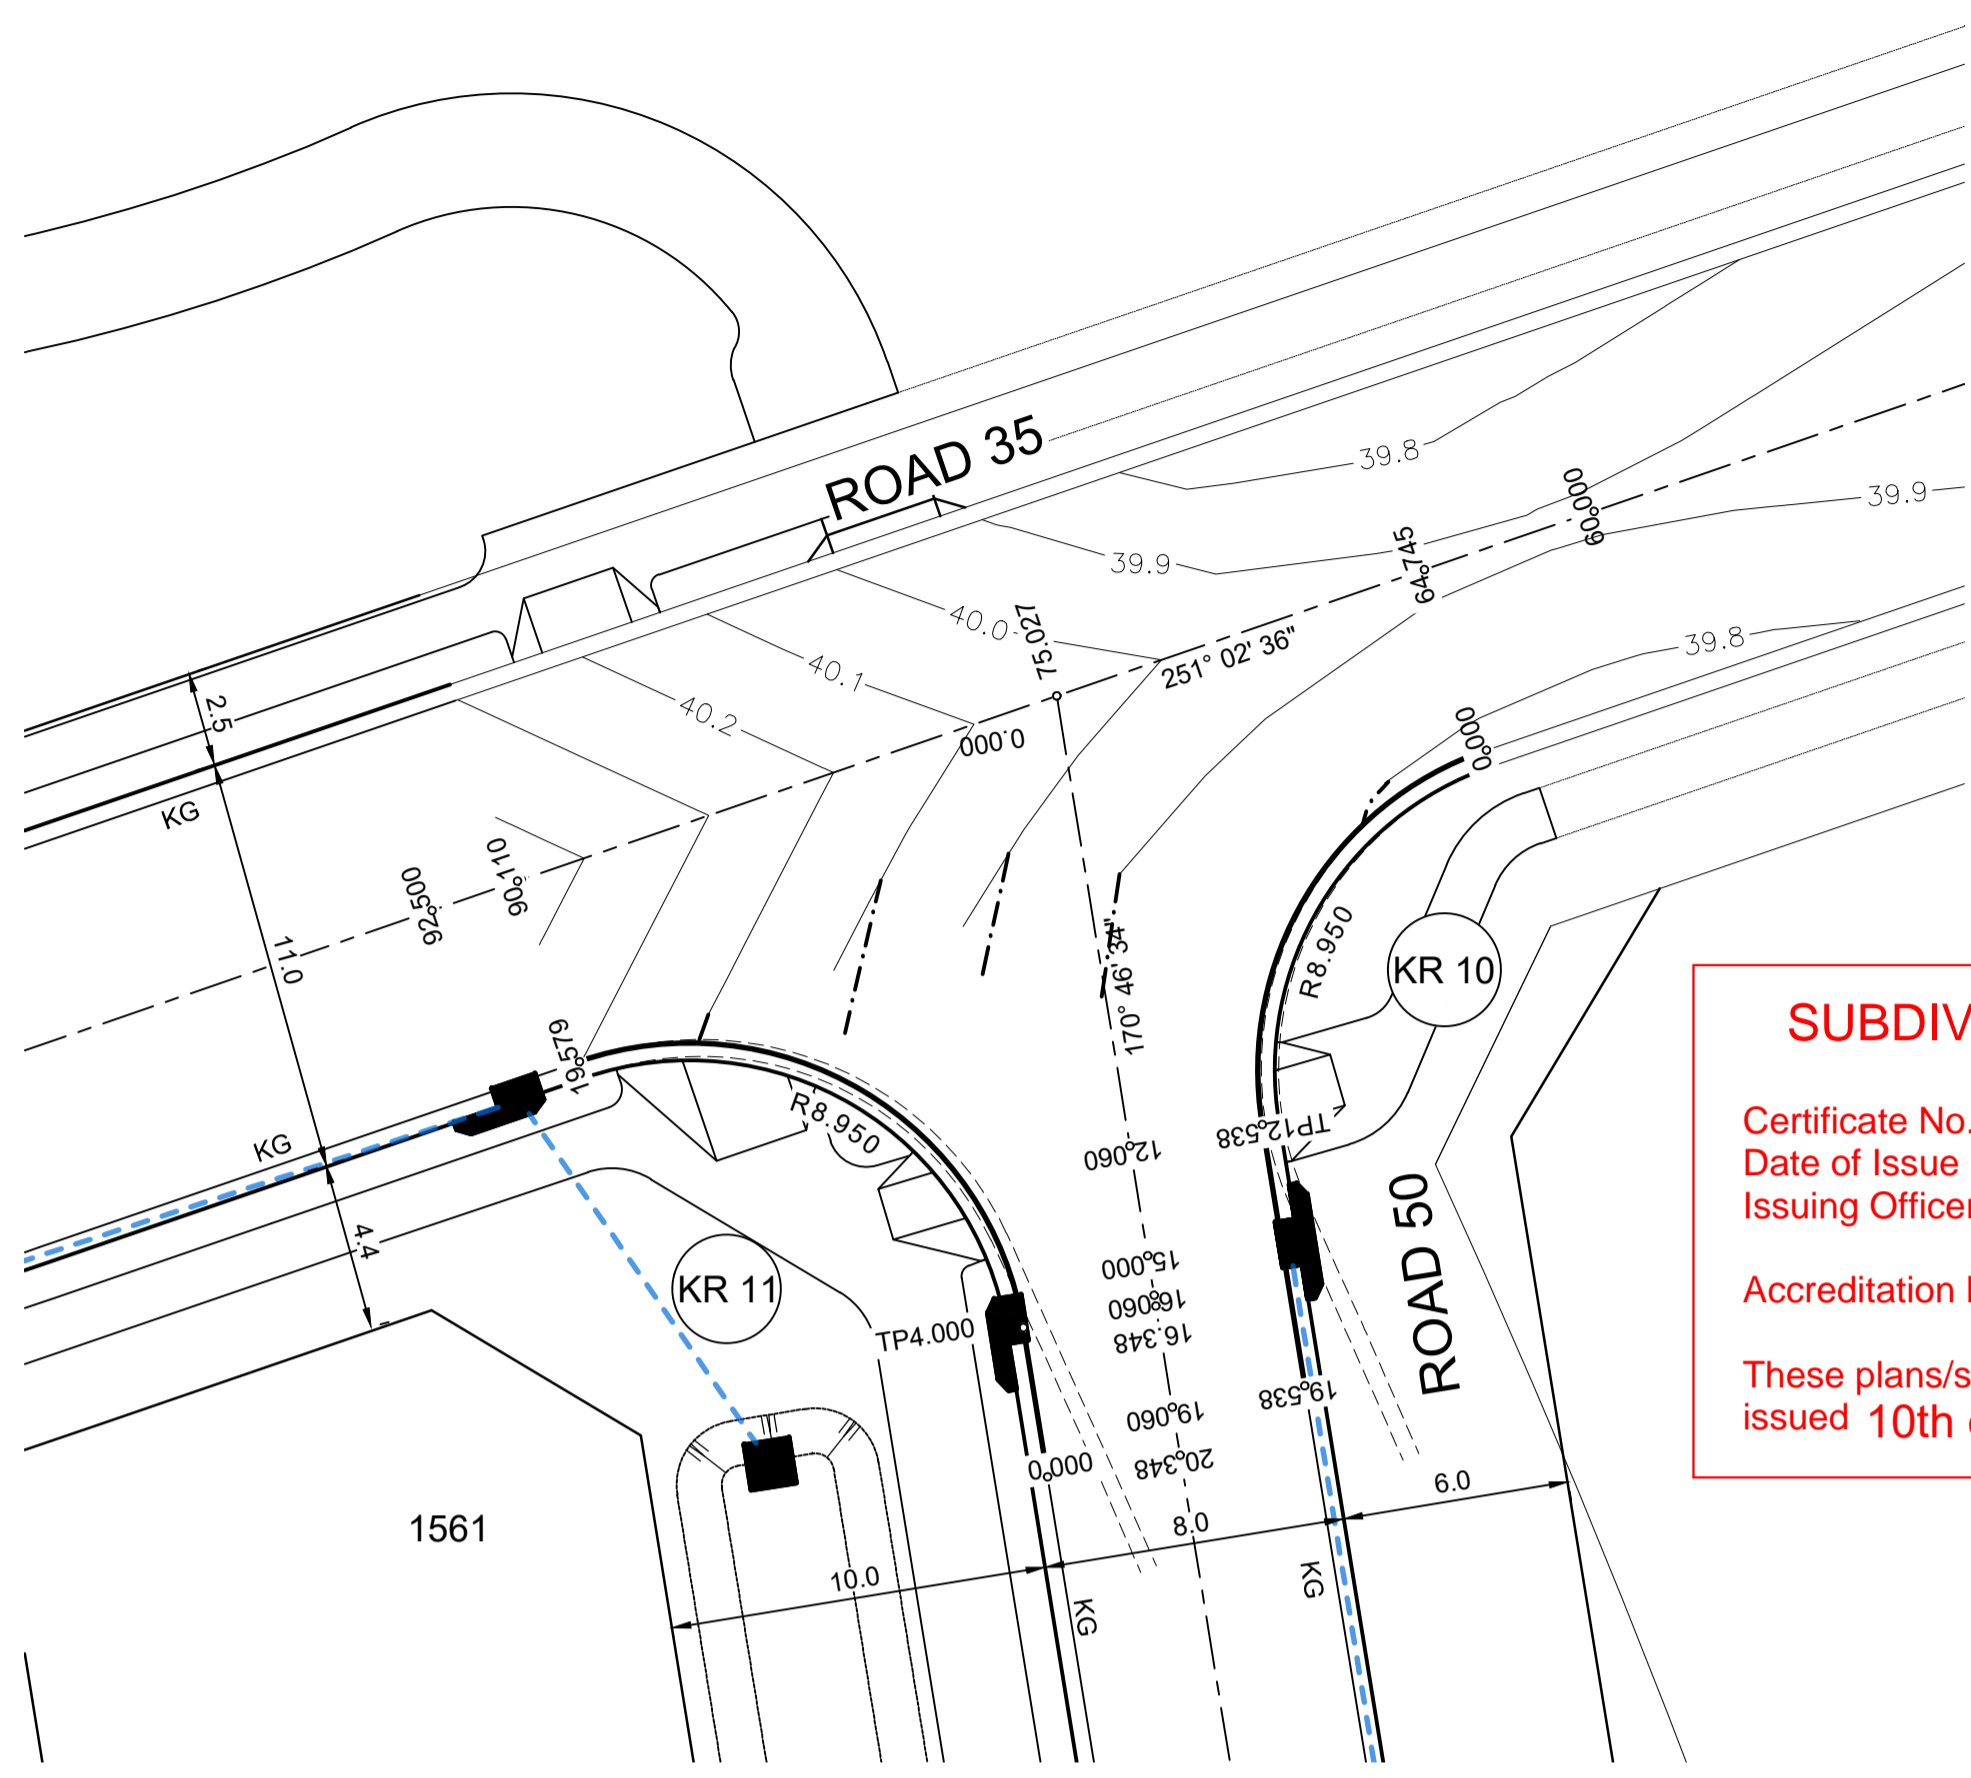 ROAD 35
39.8
39.9
60.000
64.745
39.9
40.0
75.027
251° 02' 36"
39.8
40.1
40.2
2.5
0.000
0.000
KG
90.110
92.500
11.0
R8.950
KR 10
170° 46' 34"
SUBDIV
19.579
Certificate No.
R8.950
TP12.538
KG
12.060
Date of Issue
Issuing Officer
4.4
ROAD 50
15.000
KR 11
16.060
Accreditation
TP4.000
16.348
These plans/s
19.538
19.060
issued 10th
0.000
20.348
6.0
1561
8.0
10.0
KG
KG